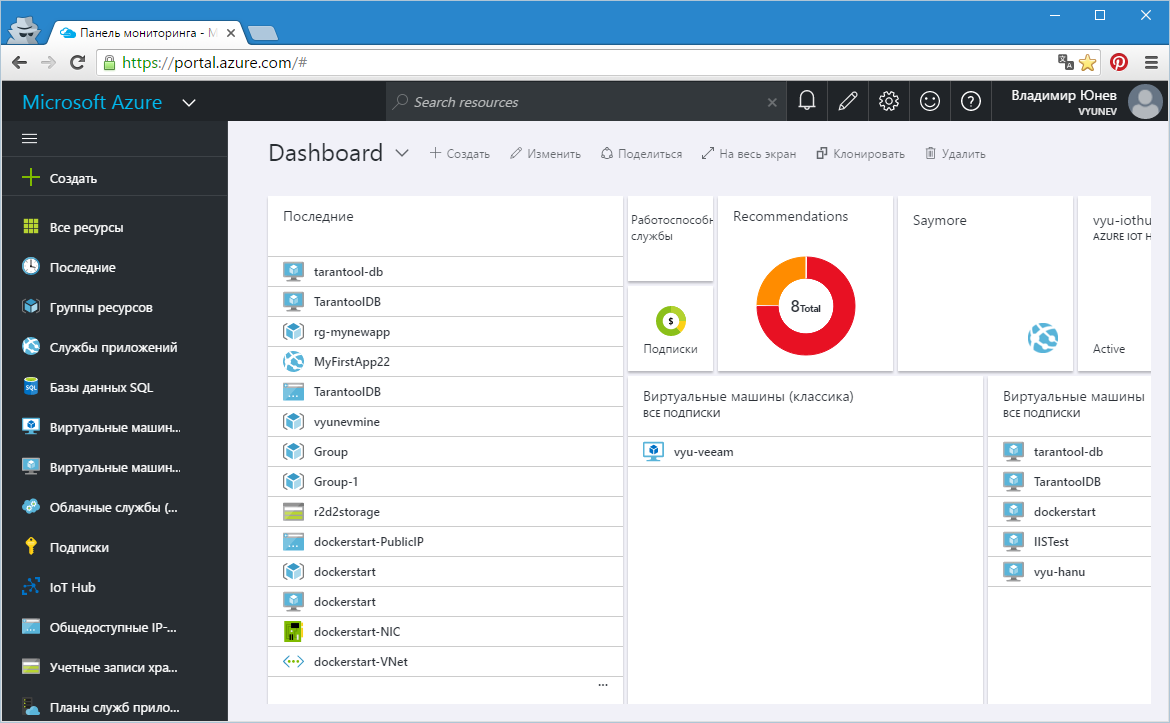 Панель мониторинга - M
https://portal.azure.com/#
Microsoft Azure
Search resources
Владимир Юнев
VYUNEV
Создать
Все ресурсы
Последние
Группы ресурсов
Службы приложений
Базы данных SQL
Виртуальные машин...
Виртуальные машин...
Облачные службы (...
Подписки
IoT Hub
Общедоступные IP-...
Учетные записи хра...
Планы служб прило...
Dashboard
Создать
Изменить
Поделиться
На весь экран
Клонировать
Удалить
Последние
tarantool-db
TarantoolDB
rg-mynewapp
MyFirstApp22
TarantoolDB
vyunevmine
Group
Group-1
r2d2storage
dockerstart-PublicIP
dockerstart
dockerstart
dockerstart-NIC
dockerstart-VNet
...
Работоспособн
службы
$
Подписки
Recommendations
8 Total
Saymore
vyu-iothu
AZURE IOT H
Active
Виртуальные машины (классика)
ВСЕ ПОДПИСКИ
vyu-veeam
Виртуальные машины
ВСЕ ПОДПИСКИ
tarantool-db
TarantoolDB
dockerstart
IISTest
vyu-hanu